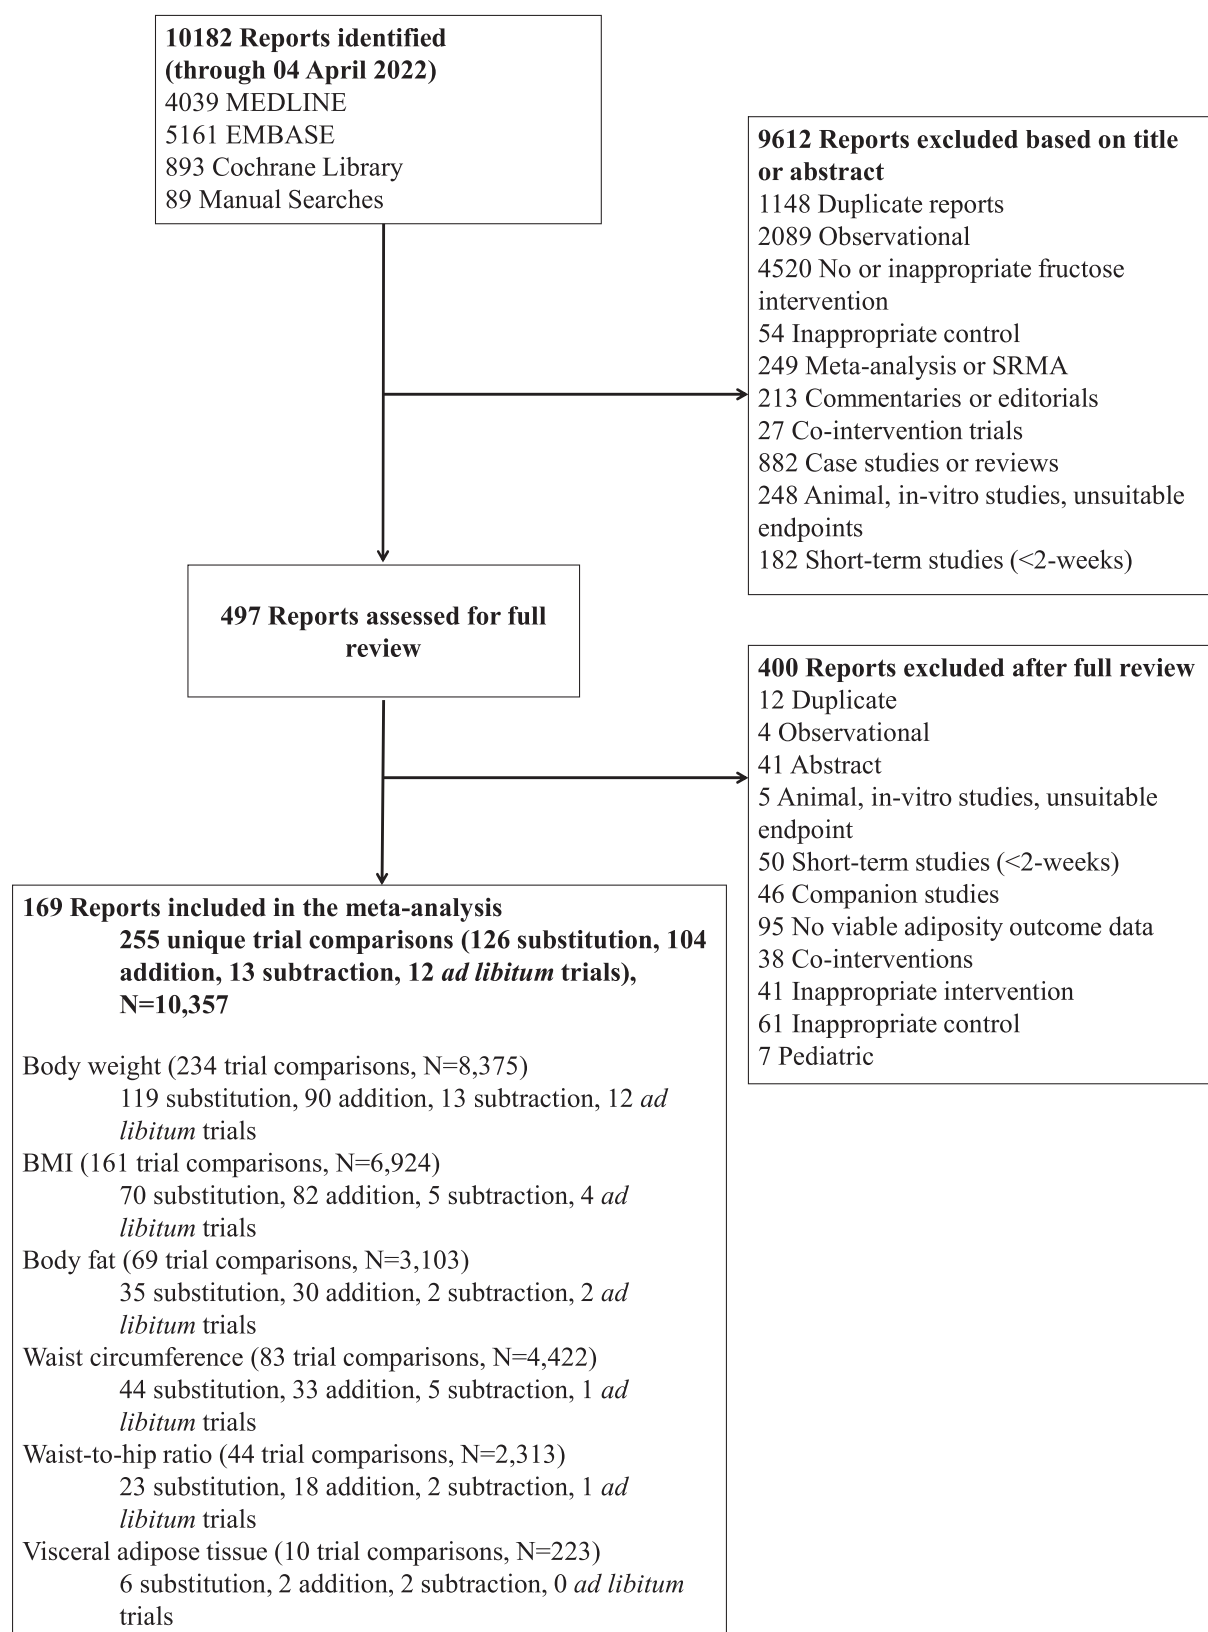 10182 Reports identified
(through 04 April 2022)
4039 MEDLINE
5161 EMBASE
893 Cochrane Library
89 Manual Searches
9612 Reports excluded based on title
or abstract
1148 Duplicate reports
2089 Observational
4520 No or inappropriate fructose
intervention
54 Inappropriate control
249 Meta-analysis or SRMA
213 Commentaries or editorials
27 Co-intervention trials
882 Case studies or reviews
248 Animal, in-vitro studies, unsuitable
endpoints
182 Short-term studies (<2-weeks)
497 Reports assessed for full
review
400 Reports excluded after full review
12 Duplicate
4 Observational
41 Abstract
5 Animal, in-vitro studies, unsuitable
endpoint
50 Short-term studies (<2-weeks)
46 Companion studies
95 No viable adiposity outcome data
38 Co-interventions
41 Inappropriate intervention
61 Inappropriate control
7 Pediatric
169 Reports included in the meta-analysis
255 unique trial comparisons (126 substitution, 104
addition, 13 subtraction, 12 ad libitum trials),
N=10,357
Body weight (234 trial comparisons, N=8,375)
119 substitution, 90 addition, 13 subtraction, 12 ad
libitum trials
BMI (161 trial comparisons, N=6,924)
70 substitution, 82 addition, 5 subtraction, 4 ad
libitum trials
Body fat (69 trial comparisons, N=3,103)
35 substitution, 30 addition, 2 subtraction, 2 ad
libitum trials
Waist circumference (83 trial comparisons, N=4,422)
44 substitution, 33 addition, 5 subtraction, 1 ad
libitum trials
Waist-to-hip ratio (44 trial comparisons, N=2,313)
23 substitution, 18 addition, 2 subtraction, 1 ad
libitum trials
Visceral adipose tissue (10 trial comparisons, N=223)
6 substitution, 2 addition, 2 subtraction, 0 ad libitum
trials